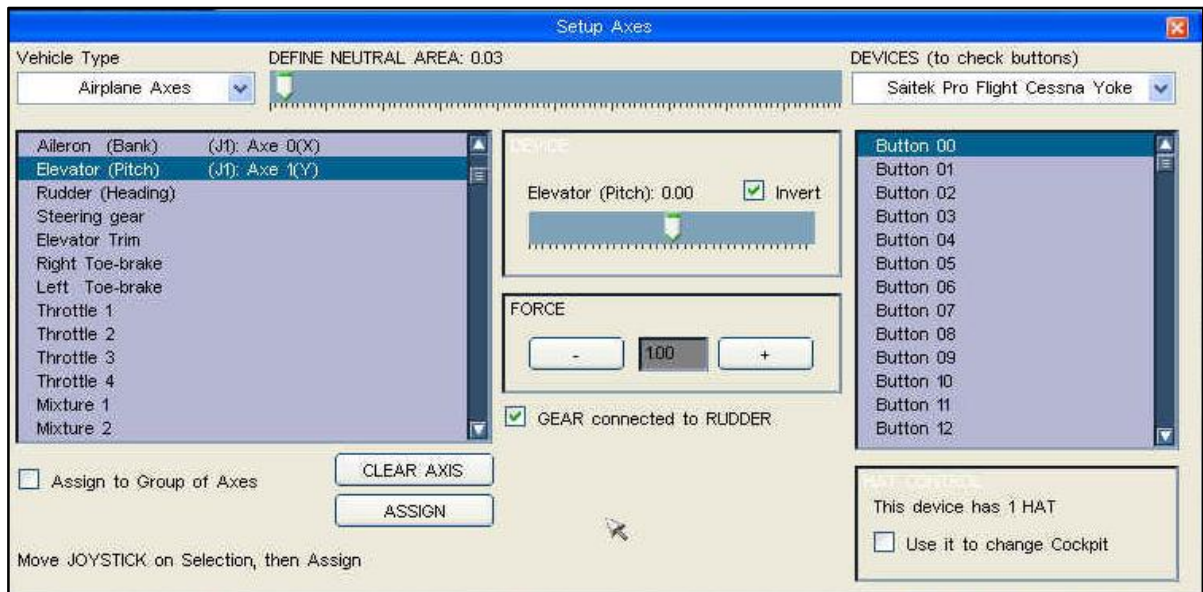 Setup Axes
Vehicle Type
Airplane Axes
DEFINE NEUTRAL AREA: 0.03
DEVICES (to check buttons)
Saitek Pro Flight Cessna Yoke
Aileron (Bank) (J1): Axe 0(X)
Elevator (Pitch) (J1): Axe 1(Y)
Rudder (Heading)
Steering gear
Elevator Trim
Right Toe-brake
Left Toe-brake
Throttle 1
Throttle 2
Throttle 3
Throttle 4
Mixture 1
Mixture 2
Assign to Group of Axes
CLEAR AXIS
ASSIGN
Move JOYSTICK on Selection, then Assign
DEVICE
Elevator (Pitch): 0.00
Invert
FORCE
-
1.00
+
GEAR connected to RUDDER
Button 00
Button 01
Button 02
Button 03
Button 04
Button 05
Button 06
Button 07
Button 08
Button 09
Button 10
Button 11
Button 12
HAT CONTROL
This device has 1 HAT
Use it to change Cockpit